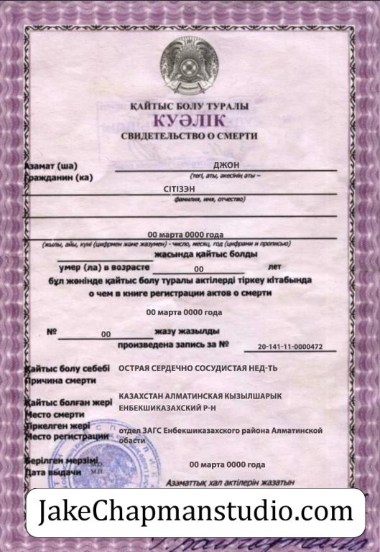 ҚАЙТЫС БОЛУ ТУРАЛЫ
КУӘЛІК
СВИДЕТЕЛЬСТВО О СМЕРТИ
Азамат (ша) ДЖОН
Гражданин (ка) (тегі, аты, әкесінің аты –
СІТІЗЭН
фамилия, имя, отчество)
00 марта 0000 года
(жылы, айы, күні (цифрмен және жазумен) - число, месяц, год (цифрами и прописью)
жасында қайтыс болды
умер (ла) в возрасте 00 лет
бұл жөнінде қайтыс болу туралы актілерді тіркеу кітабында
о чем в книге регистрации актов о смерти
00 марта 0000 года
№ 00 жазу жазылды
произведена запись за № 20-141-11-0000472
Қайтыс болу себебі ОСТРАЯ СЕРДЕЧНО СОСУДИСТАЯ НЕД-ТЬ
Причина смерти
Қайтыс болған жері КАЗАХСТАН АЛМАТИНСКАЯ КЫЗЫЛШАРЫК
Место смерти ЕНБЕКШИКАЗАХСКИЙ Р-Н
Тіркелген жері отдел ЗАГС Енбекшиказахского района Алматинской
Место регистрации обасти
Берілген мерзімі 00 марта 0000 года
Дата выдачи
Азаматтық хал актілерін жазатын
JakeChapmanstudio.com